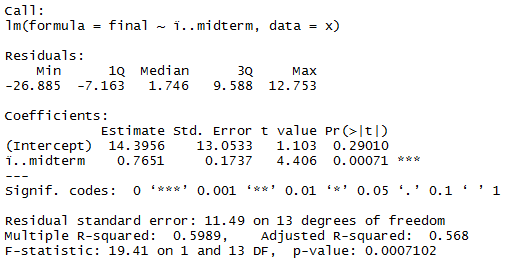 Call:
lm(formula = final ~ ï..midterm, data = x)
Residuals:
    Min      1Q  Median      3Q     Max
-26.885  -7.163   1.746   9.588  12.753
Coefficients:
            Estimate Std. Error t value Pr(>|t|)
(Intercept)  14.3956    13.0533   1.103  0.29010
ï..midterm    0.7651     0.1737   4.406  0.00071 ***
---
Signif. codes:  0 ‘***’ 0.001 ‘**’ 0.01 ‘*’ 0.05 ‘.’ 0.1 ‘ ’ 1
Residual standard error: 11.49 on 13 degrees of freedom
Multiple R-squared:  0.5989,    Adjusted R-squared:  0.568
F-statistic: 19.41 on 1 and 13 DF,  p-value: 0.0007102